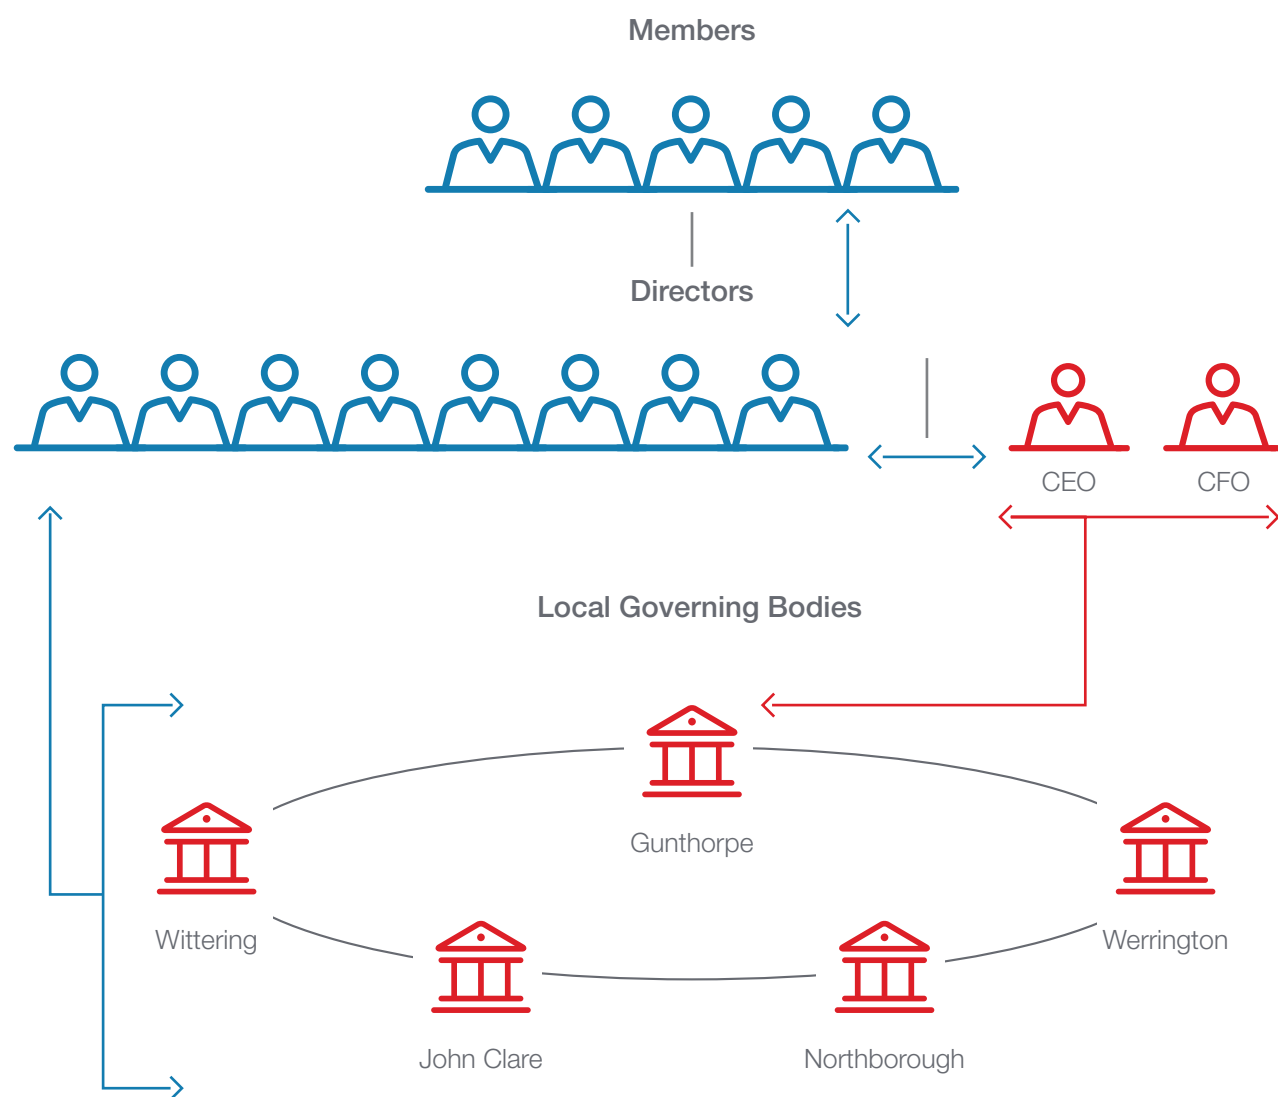 Members
Directors
CEO
CFO
Local Governing Bodies
Gunthorpe
Wittering
Werrington
John Clare
Northborough